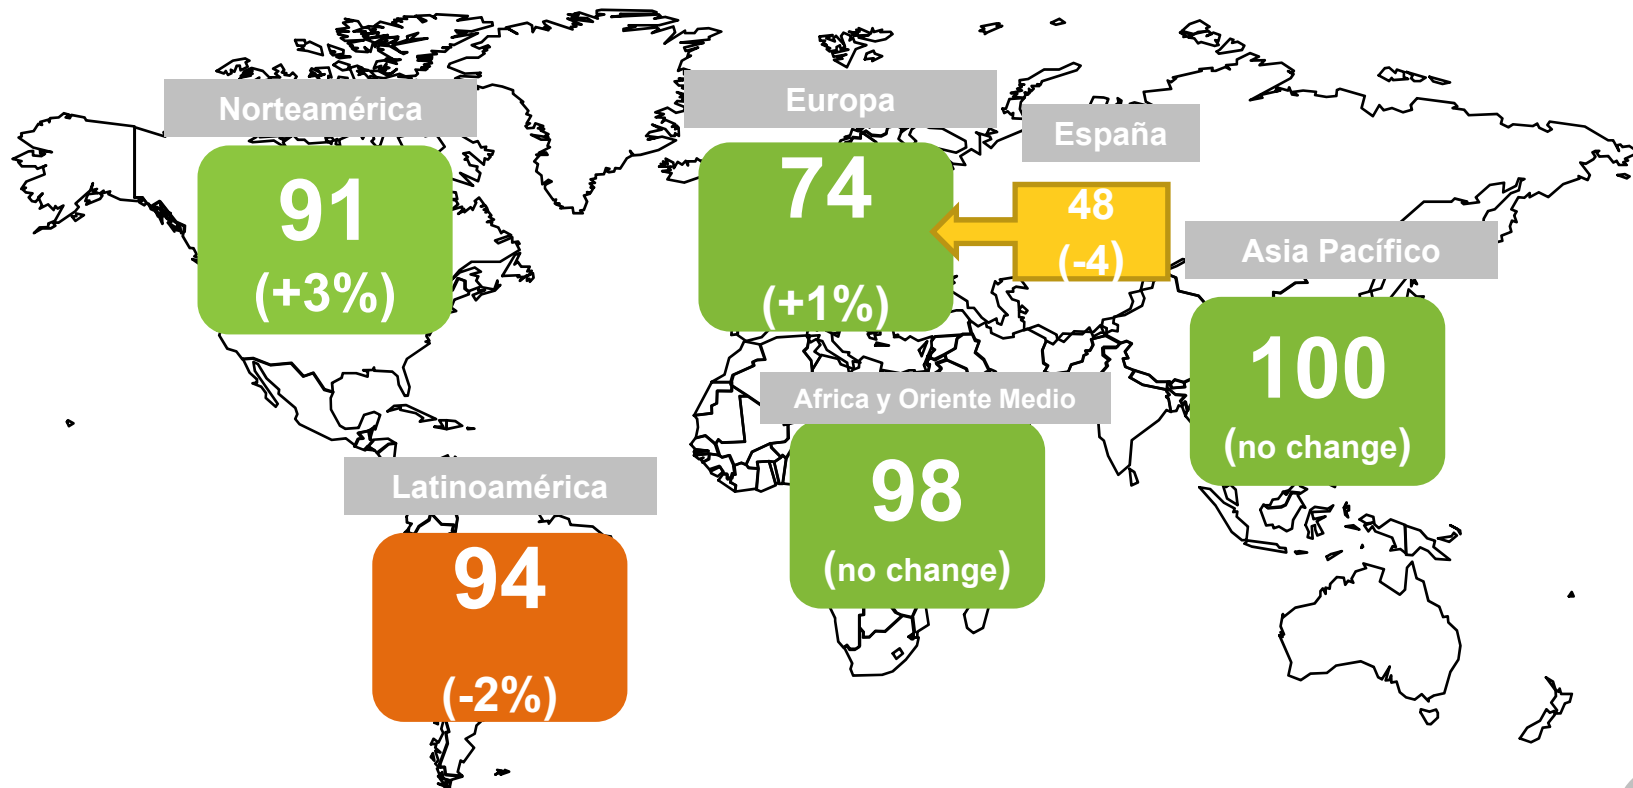 Norteamérica
91
(+3%)
Europa
74
(+1%)
España
48
(-4)
Asia Pacífico
100
(no change)
Africa y Oriente Medio
98
(no change)
Latinoamérica
94
(-2%)